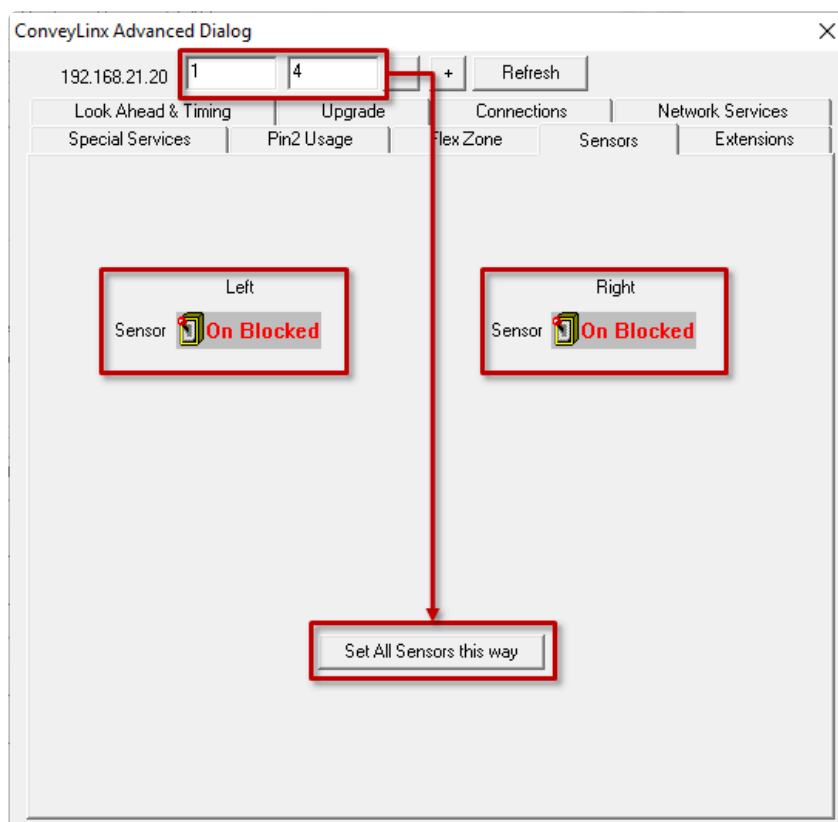 ConveyLinx Advanced Dialog
192.168.21.20 1 4 + Refresh
Look Ahead & Timing Upgrade Connections Network Services
Special Services Pin2 Usage Flex Zone Sensors Extensions
Left Right
Sensor On Blocked Sensor On Blocked
Set All Sensors this way